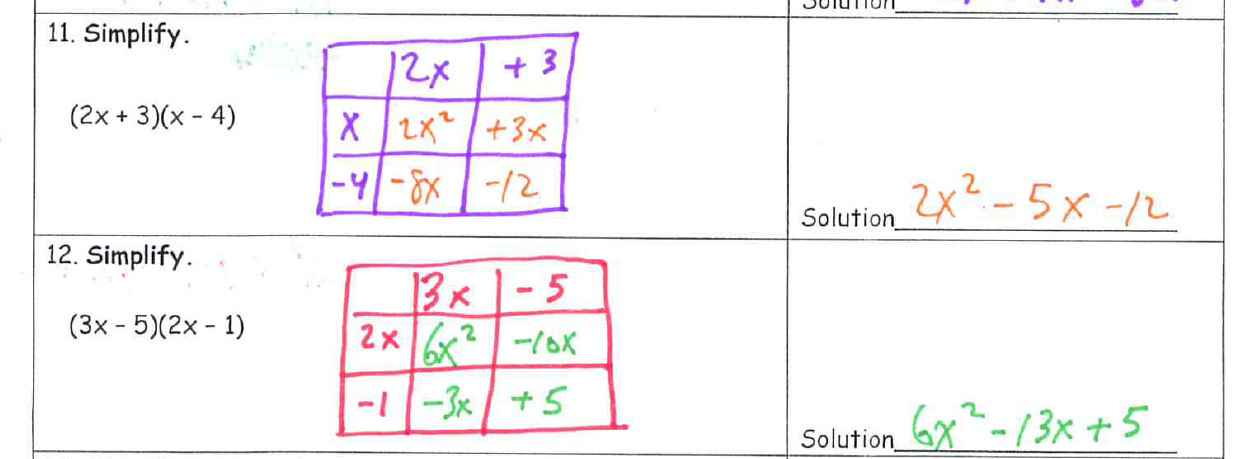 Solution
11. Simplify.
(2x + 3)(x - 4)
2x + 3
x 2x² +3x
-4 -8x -12
Solution 2x² - 5x - 12
12. Simplify.
(3x - 5)(2x - 1)
3x - 5
2x 6x² -10x
-1 -3x +5
Solution 6x² - 13x + 5